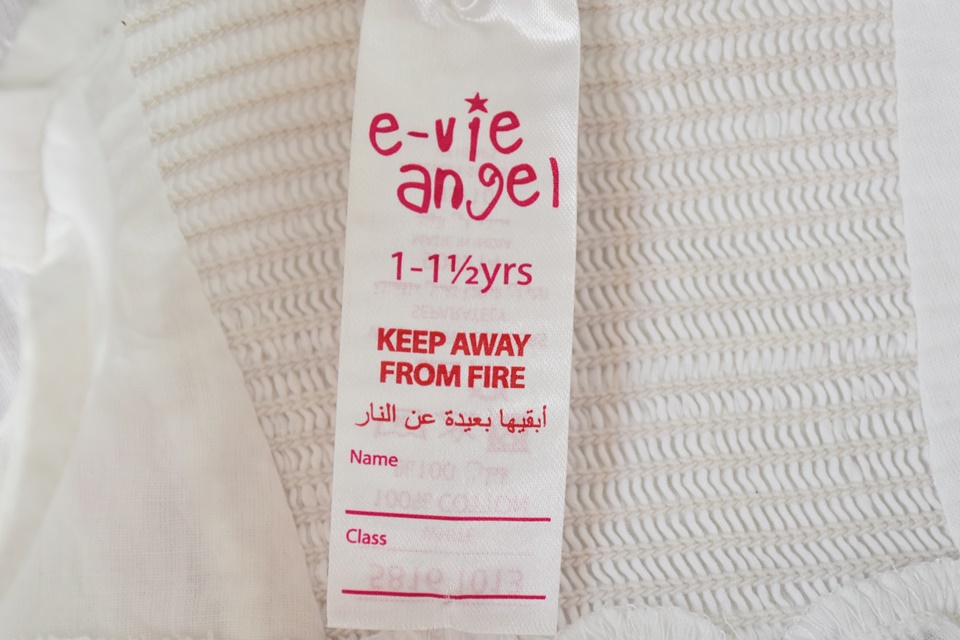 e-vie
angel
1-1½yrs
KEEP AWAY
FROM FIRE
أبقيها بعيدة عن النار
Name
Class